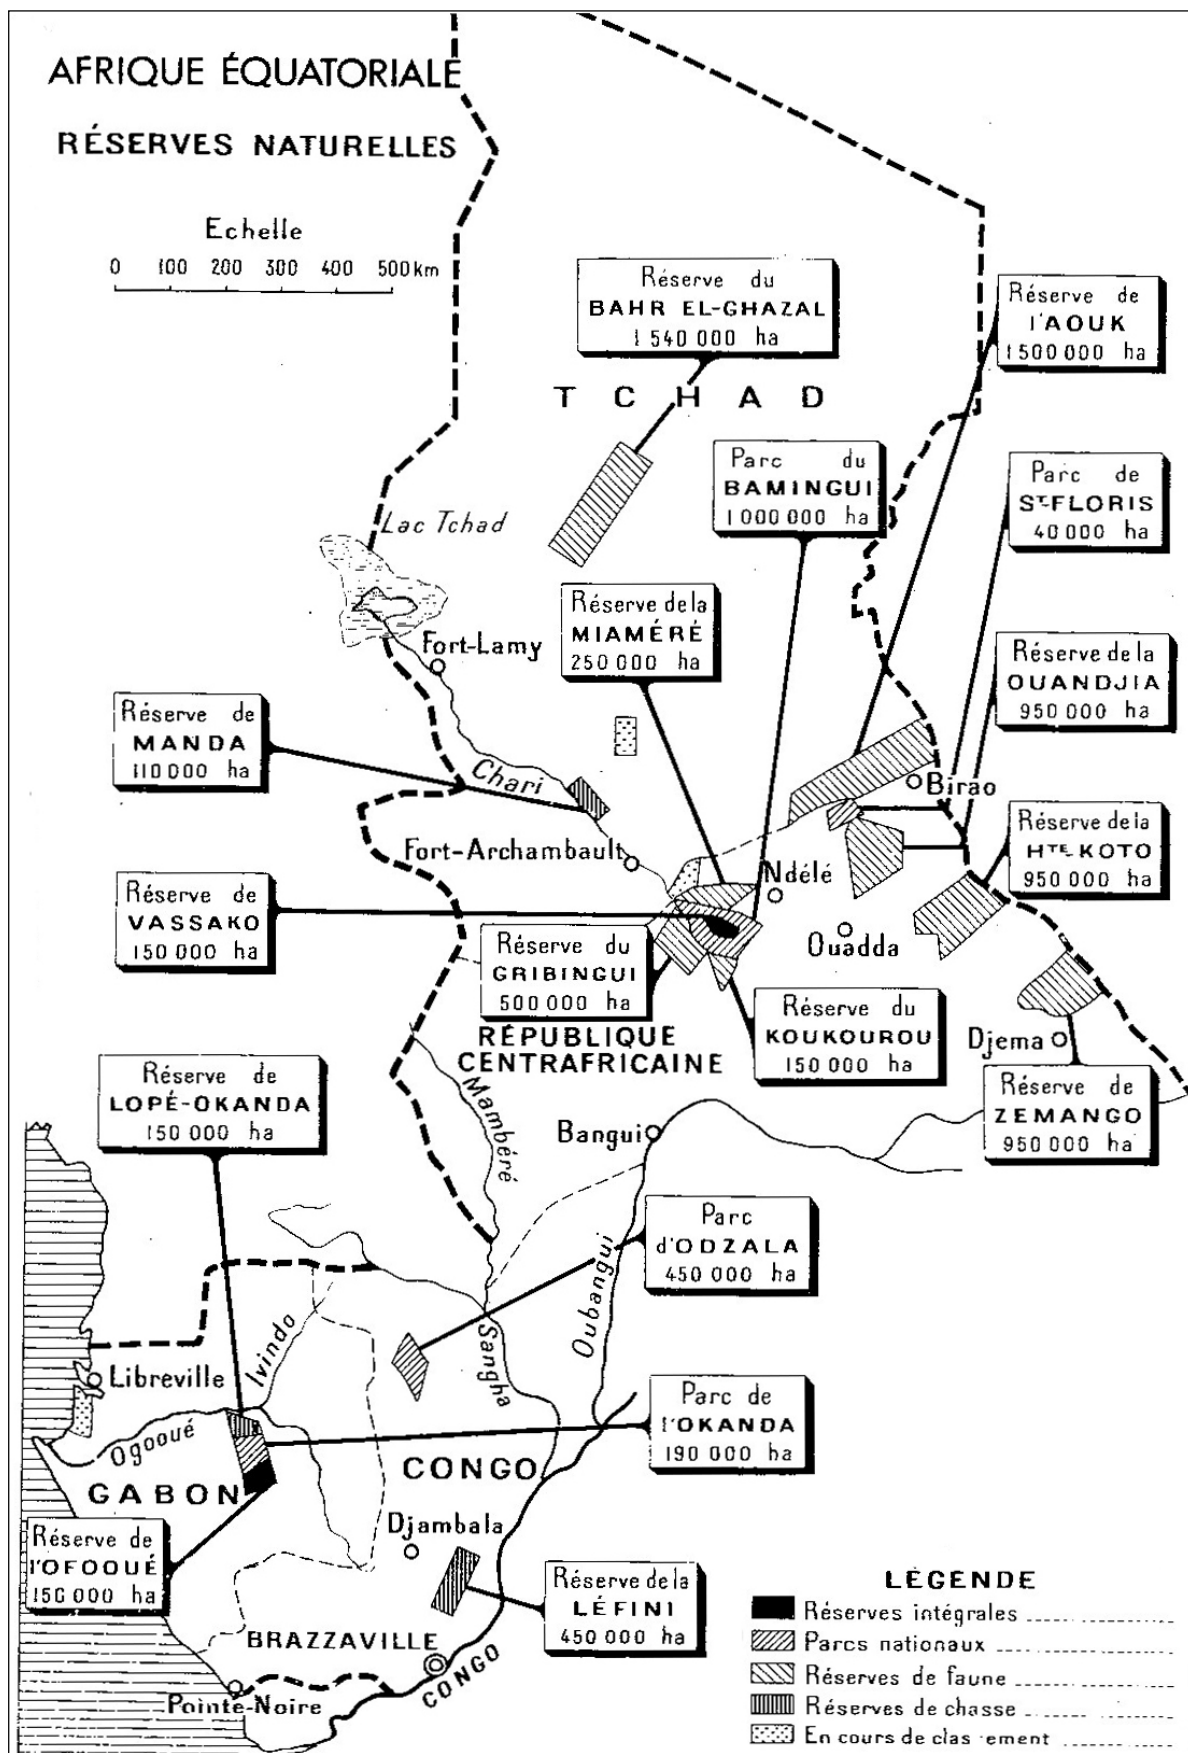 AFRIQUE ÉQUATORIALE
RÉSERVES NATURELLES
Echelle
0 100 200 300 400 500 km
Réserve du
BAHR EL-GHAZAL
1 540 000 ha
Réserve de
l'AOUK
1 500 000 ha
TCHAD
Parc du
BAMINGUI
1 000 000 ha
Parc de
ST-FLORIS
40 000 ha
Lac Tchad
Réserve de la
MIAMÉRÉ
250 000 ha
Fort-Lamy
Réserve de la
OUANDJIA
950 000 ha
Réserve de
MANDA
110 000 ha
Chari
Birao
Réserve de la
HTE-KOTO
950 000 ha
Fort-Archambault
Ndélé
Réserve de
VASSAKO
150 000 ha
Ouadda
Réserve du
GRIBINGUI
500 000 ha
Réserve du
KOUKOUROU
150 000 ha
RÉPUBLIQUE
CENTRAFRICAINE
Djema
Réserve de
LOPÉ-OKANDA
150 000 ha
Mambéré
Réserve de
ZEMANGO
950 000 ha
Bangui
Parc
d'ODZALA
450 000 ha
Oubangui
Ivindo
Sangha
Libreville
Parc de
l'OKANDA
190 000 ha
Ogooué
GABON
CONGO
Djambala
Réserve de
l'OFOOUÉ
150 000 ha
Réserve de la
LÉFINI
450 000 ha
BRAZZAVILLE
CONGO
Pointe-Noire
LÉGENDE
Réserves intégrales
Parcs nationaux
Réserves de faune
Réserves de chasse
En cours de clas ement